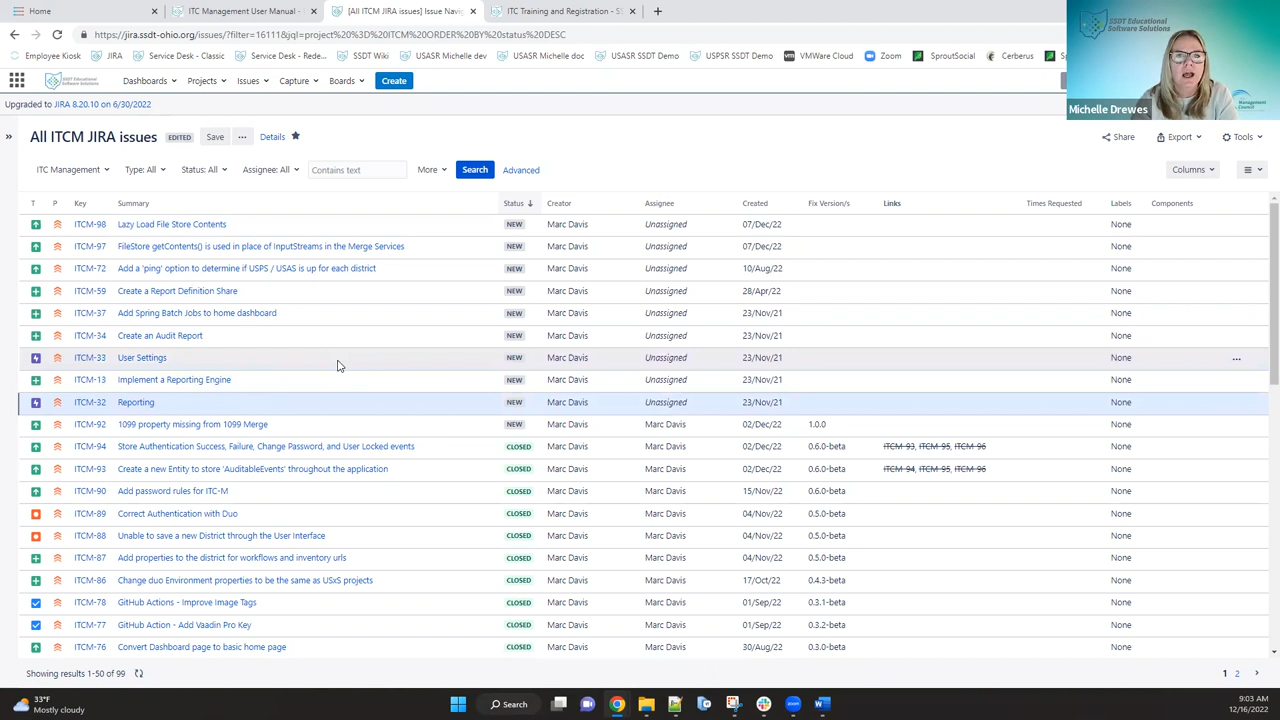 Home
ITC Management User Manual -
[All ITCM JIRA issues] Issue Navig
ITC Training and Registration - SS
https://jira.ssdt-ohio.org/issues/?filter=16111&jql=project%20%3D%20ITCM%20
8Y%20status%20DESC
Employee Kiosk
JIRA
Service Desk - Classic
Service Desk - Rede...
SSDT Wiki
USASR Michelle dev
USPSR Michelle doc
USASR SSDT Demo
USPSR SSDT Demo
VMWare Cloud
Zoom
SproutSocial
Cerberus
SSDT Educational
Software Solutions
Management
Council
Michelle Drewes
Dashboards
Projects
Issues
Capture
Boards
Create
Upgraded to JIRA 8.20.10 on 6/30/2022
All ITCM JIRA issues EDITED Save ... Details
Share Export Tools
ITC Management Type: All Status: All Assignee: All Contains text More Search Advanced Columns
T P Key Summary Status Creator Assignee Created Fix Version/s Links Times Requested Labels Components
ITCM-98 Lazy Load File Store Contents NEW Marc Davis Unassigned 07/Dec/22 None
ITCM-97 FileStore getContents() is used in place of InputStreams in the Merge Services NEW Marc Davis Unassigned 07/Dec/22 None
ITCM-72 Add a 'ping' option to determine if USPS / USAS is up for each district NEW Marc Davis Unassigned 10/Aug/22 None
ITCM-59 Create a Report Definition Share NEW Marc Davis Unassigned 28/Apr/22 None
ITCM-37 Add Spring Batch Jobs to home dashboard NEW Marc Davis Unassigned 23/Nov/21 None
ITCM-34 Create an Audit Report NEW Marc Davis Unassigned 23/Nov/21 None
ITCM-33 User Settings NEW Marc Davis Unassigned 23/Nov/21 None ...
ITCM-13 Implement a Reporting Engine NEW Marc Davis Unassigned 23/Nov/21 None
ITCM-32 Reporting NEW Marc Davis Unassigned 23/Nov/21 None
ITCM-92 1099 property missing from 1099 Merge NEW Marc Davis Marc Davis 02/Dec/22 1.0.0 None
ITCM-94 Store Authentication Success, Failure, Change Password, and User Locked events CLOSED Marc Davis Marc Davis 02/Dec/22 0.6.0-beta ITCM-93, ITCM-95, ITCM-96 None
ITCM-93 Create a new Entity to store 'AuditableEvents' throughout the application CLOSED Marc Davis Marc Davis 02/Dec/22 0.6.0-beta ITCM-94, ITCM-95, ITCM-96 None
ITCM-90 Add password rules for ITC-M CLOSED Marc Davis Marc Davis 15/Nov/22 0.6.0-beta None
ITCM-89 Correct Authentication with Duo CLOSED Marc Davis Marc Davis 04/Nov/22 0.5.0-beta None
ITCM-88 Unable to save a new District through the User Interface CLOSED Marc Davis Marc Davis 04/Nov/22 0.5.0-beta None
ITCM-87 Add properties to the district for workflows and inventory urls CLOSED Marc Davis Marc Davis 04/Nov/22 0.5.0-beta None
ITCM-86 Change duo Environment properties to be the same as USxS projects CLOSED Marc Davis Marc Davis 17/Oct/22 0.4.3-beta None
ITCM-78 GitHub Actions - Improve Image Tags CLOSED Marc Davis Marc Davis 01/Sep/22 0.3.1-beta None
ITCM-77 GitHub Action - Add Vaadin Pro Key CLOSED Marc Davis Marc Davis 01/Sep/22 0.3.2-beta None
ITCM-76 Convert Dashboard page to basic home page CLOSED Marc Davis Marc Davis 30/Aug/22 0.3.0-beta None
Showing results 1-50 of 99
1 2
33°F
Mostly cloudy
Search
9:03 AM
12/16/2022